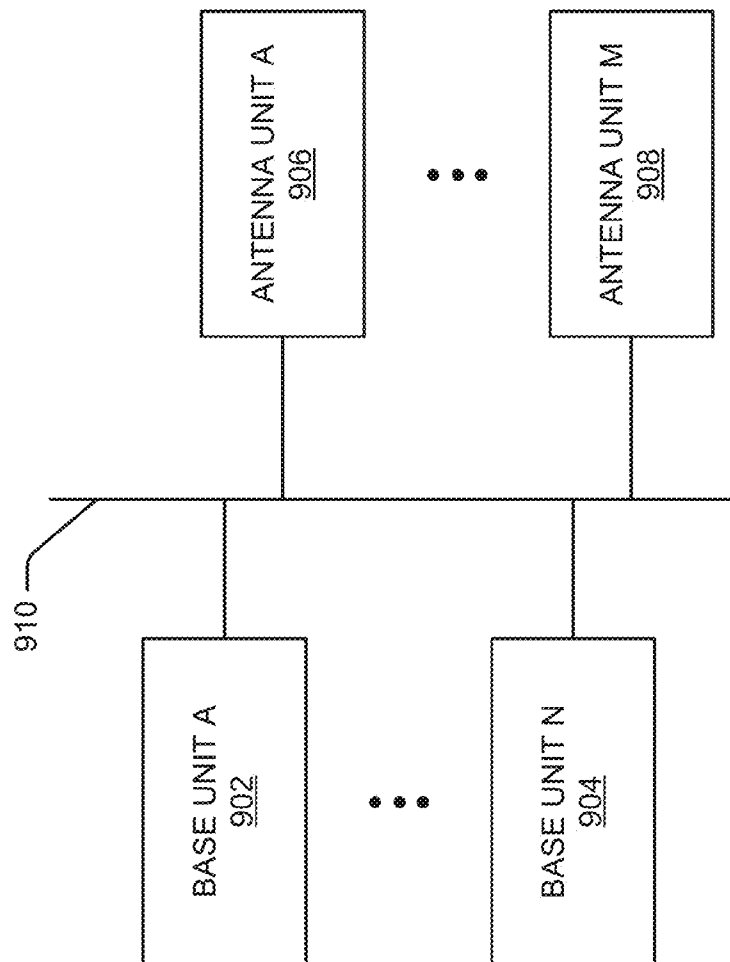 ANTENNA UNIT A
906
ANTENNA UNIT M
908
910
BASE UNIT A
902
BASE UNIT N
904